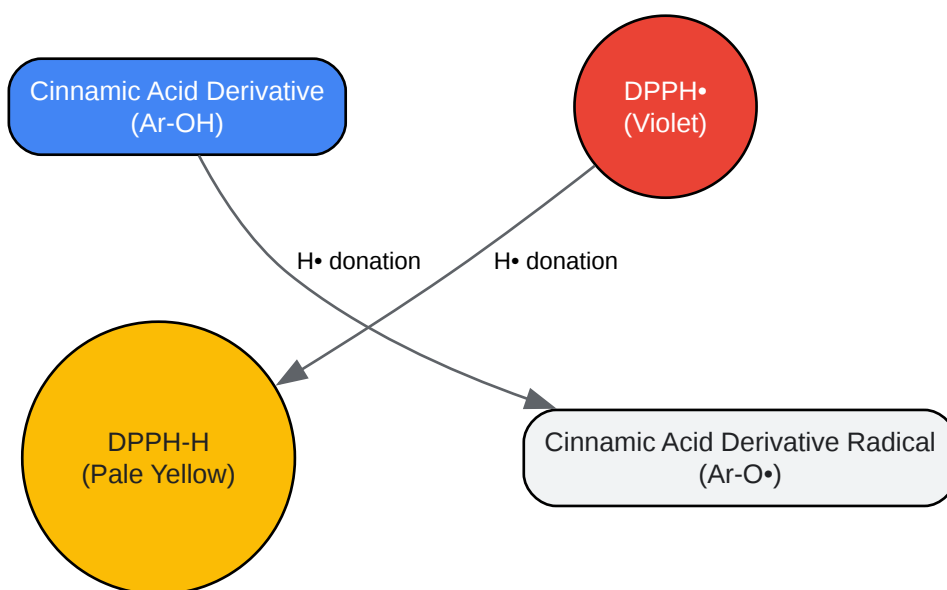 Cinnamic Acid Derivative
(Ar-OH)
DPPH•
(Violet)
H• donation
H• donation
DPPH-H
(Pale Yellow)
Cinnamic Acid Derivative Radical
(Ar-O•)